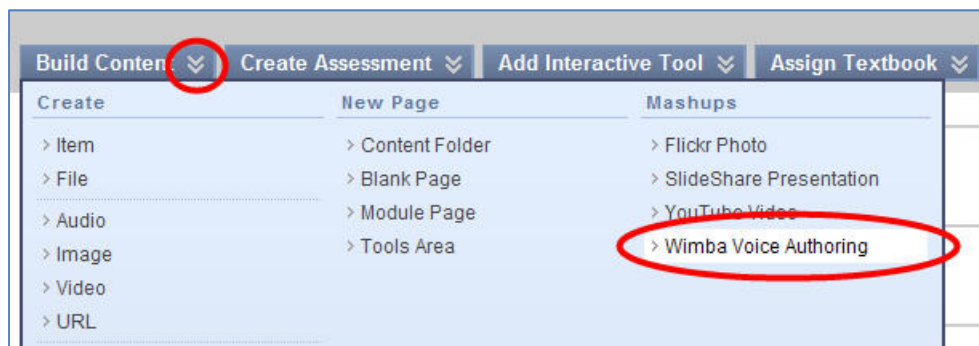 Build Content Create Assessment Add Interactive Tool Assign Textbook
Create New Page Mashups
> Item > Content Folder > Flickr Photo
> File > Blank Page > SlideShare Presentation
> Audio > Module Page > YouTube Video
> Image > Tools Area > Wimba Voice Authoring
> Video
> URL